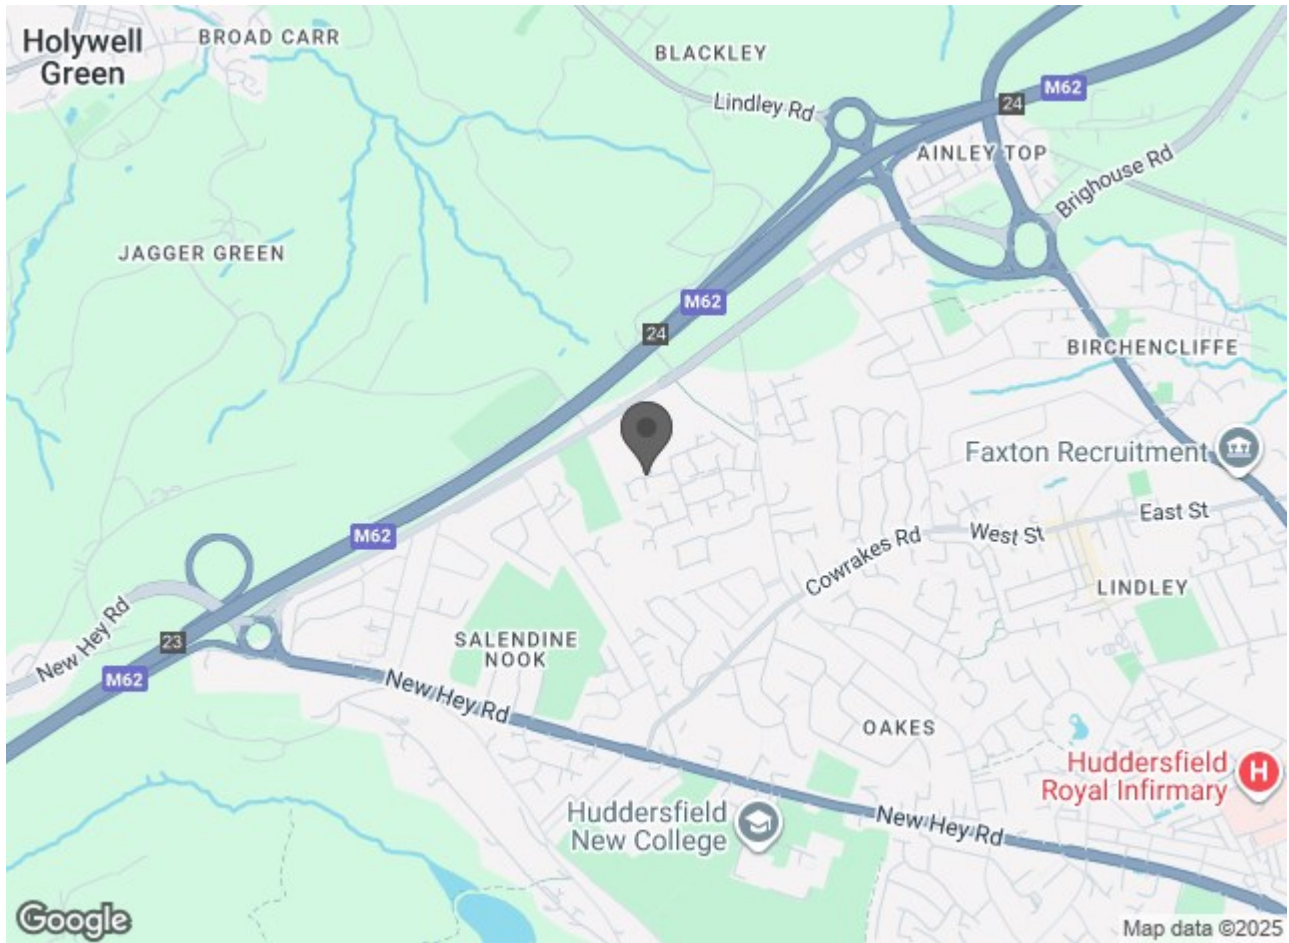 Holywell
Green
BROAD CARR
BLACKLEY
Lindley Rd
M62
24
AINLEY TOP
Brighouse Rd
JAGGER GREEN
M62
24
BIRCHENCLIFFE
Faxton Recruitment
M62
East St
West St
Cowrakes Rd
LINDLEY
New Hey Rd
23
SALENDINE
NOOK
M62
New Hey Rd
OAKES
Huddersfield
Royal Infirmary
H
Huddersfield
New College
New Hey Rd
Google
Map data ©2025